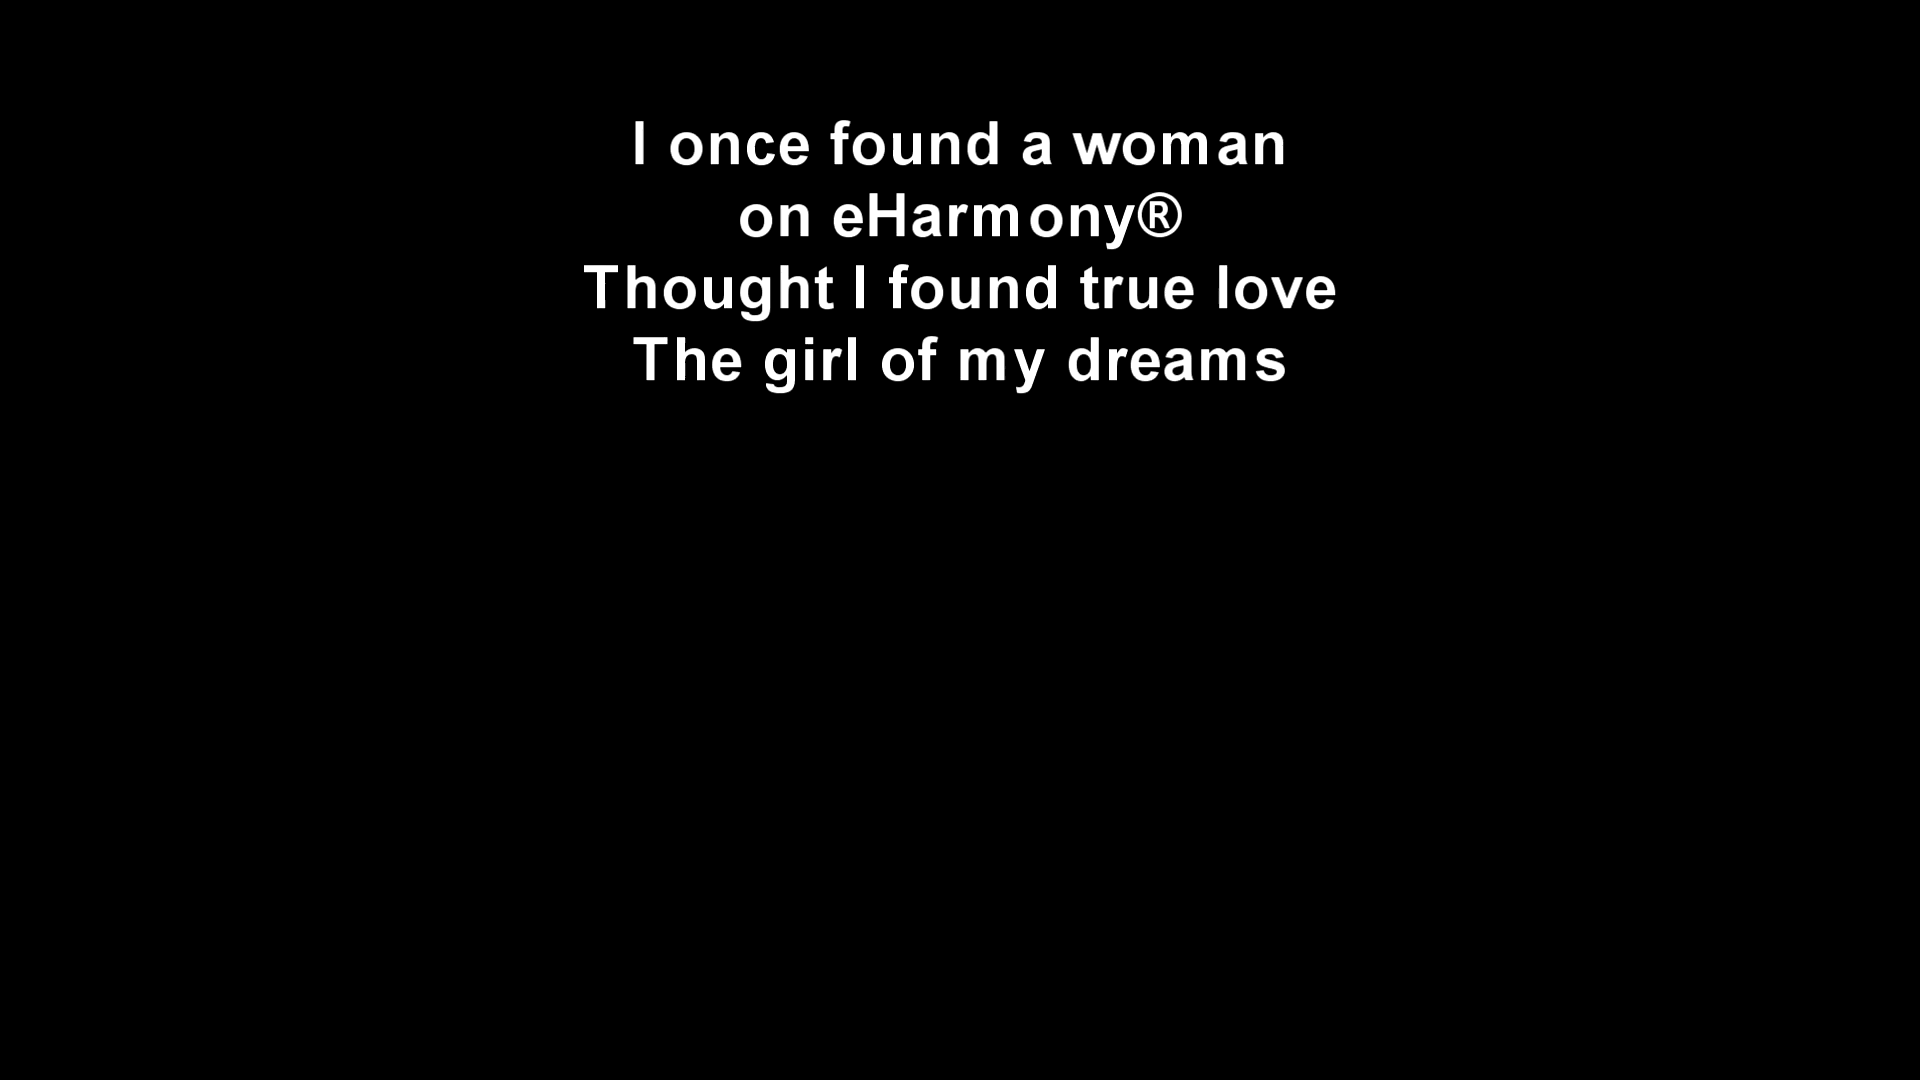 I once found a woman
on eHarmony®
Thought I found true love
The girl of my dreams